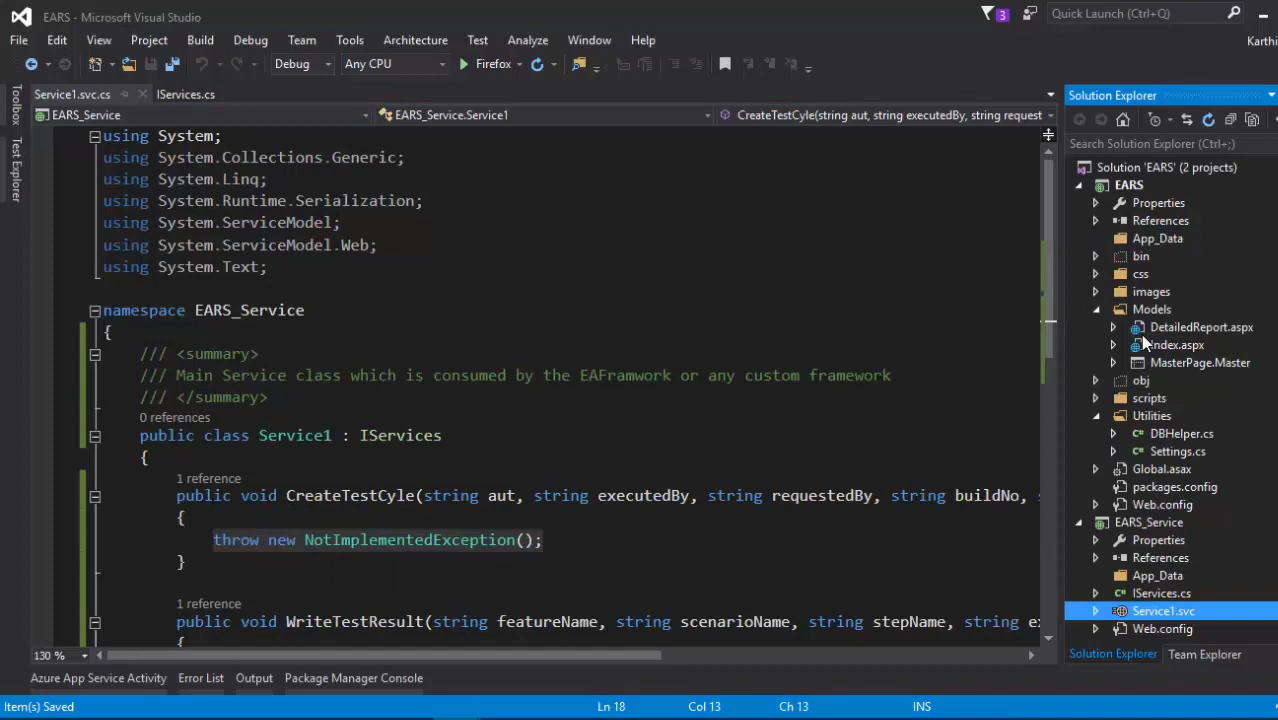 EARS - Microsoft Visual Studio
3
Quick Launch (Ctrl+Q)
File Edit View Project Build Debug Team Tools Architecture Test Analyze Window Help
Karthi
Debug Any CPU Firefox
Toolbox
Test Explorer
Service1.svc.cs IServices.cs
EARS_Service EARS_Service.Service1 CreateTestCyle(string aut, string executedBy, string request
using System;
using System.Collections.Generic;
using System.Linq;
using System.Runtime.Serialization;
using System.ServiceModel;
using System.ServiceModel.Web;
using System.Text;
namespace EARS_Service
{
/// <summary>
/// Main Service class which is consumed by the EAFramwork or any custom framework
/// </summary>
0 references
public class Service1 : IServices
{
1 reference
public void CreateTestCyle(string aut, string executedBy, string requestedBy, string buildNo, s
{
throw new NotImplementedException();
}
1 reference
public void WriteTestResult(string featureName, string scenarioName, string stepName, string ex
{
130 %
Solution Explorer
Search Solution Explorer (Ctrl+;)
Solution 'EARS' (2 projects)
EARS
Properties
References
App_Data
bin
css
images
Models
DetailedReport.aspx
Index.aspx
MasterPage.Master
obj
scripts
Utilities
DBHelper.cs
Settings.cs
Global.asax
packages.config
Web.config
EARS_Service
Properties
References
App_Data
IServices.cs
Service1.svc
Web.config
Solution Explorer Team Explorer
Azure App Service Activity Error List Output Package Manager Console
Item(s) Saved Ln 18 Col 13 Ch 13 INS